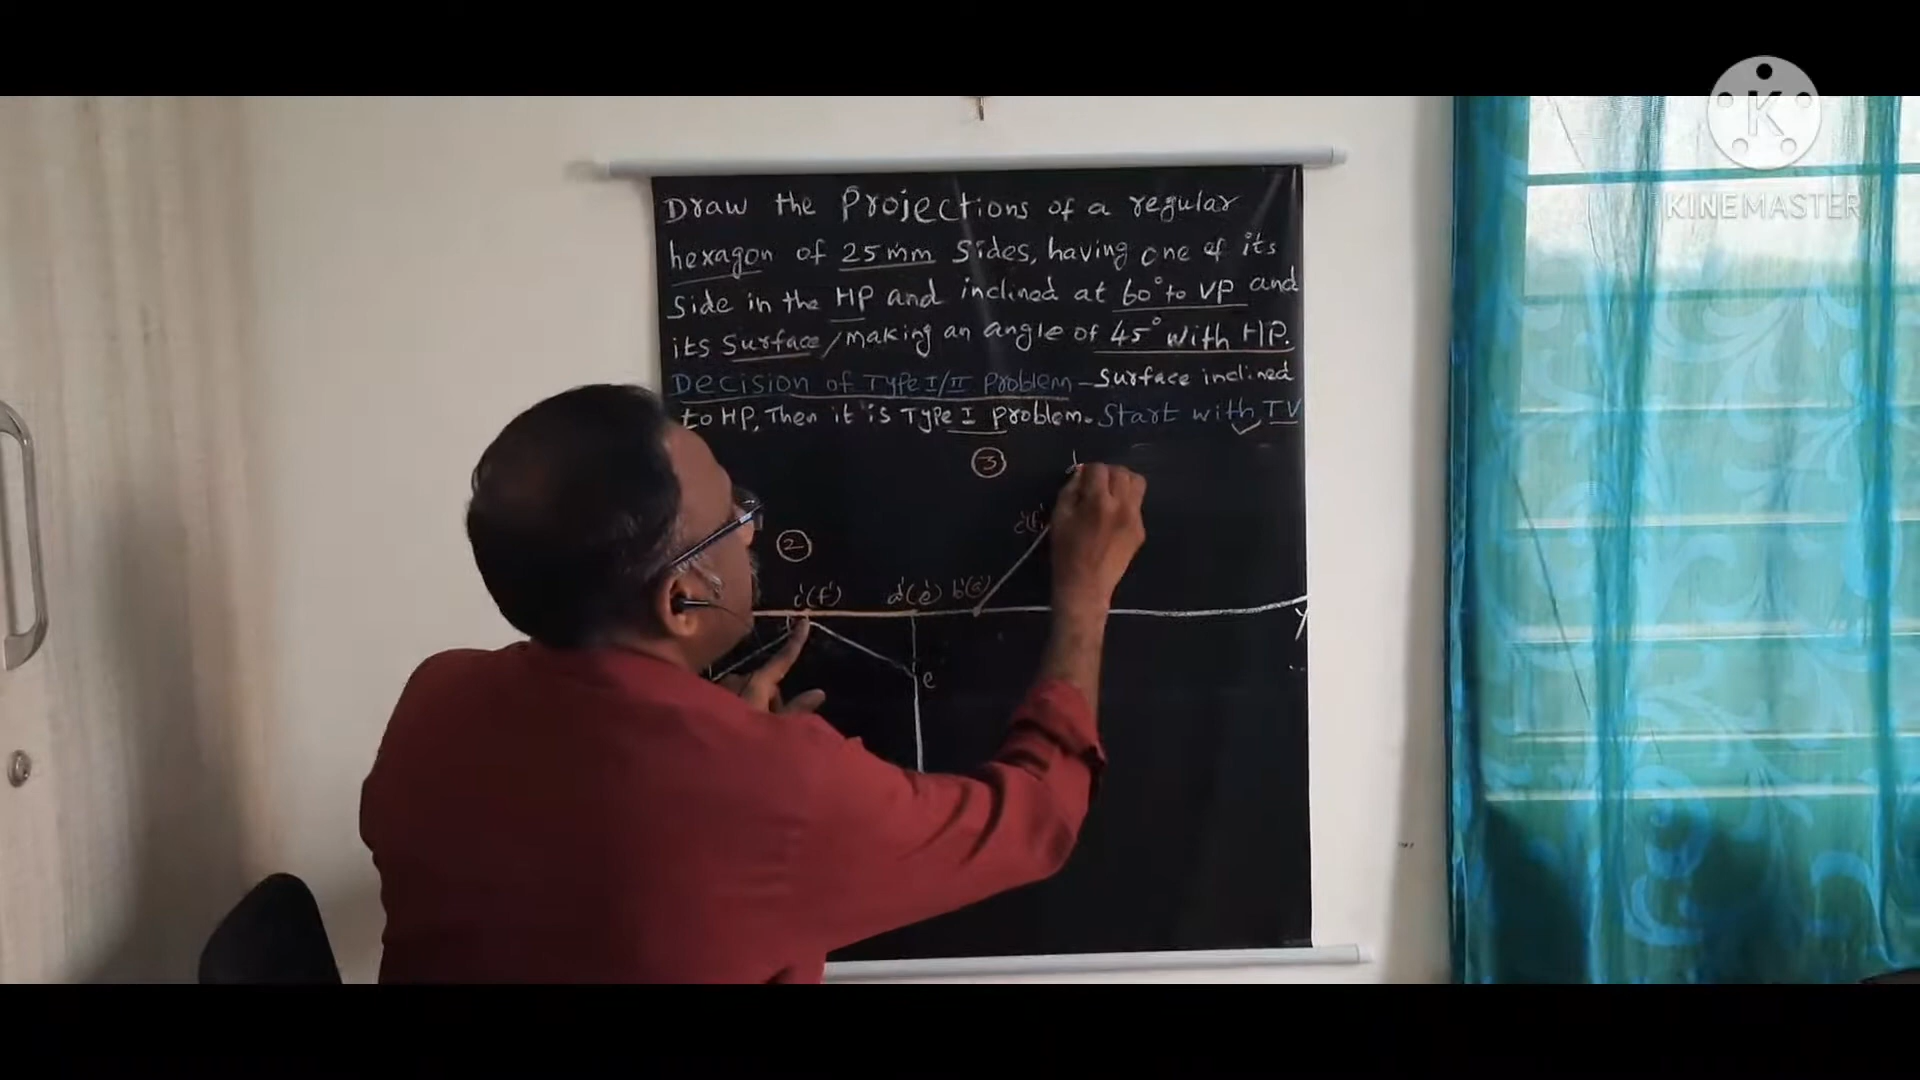 K
KINEMASTER
Draw the Projections of a regular
hexagon of 25mm Sides, having one of its
Side in the HP and inclined at 60° to VP and
its Surface making an angle of 45° with HP.
Decision of Type I/II Problem - Surface inclined
to HP, Then it is Type I problem. Start with TV
3
d
c'(f')
2
c'(f') d'(e') b'(a')
Y
e